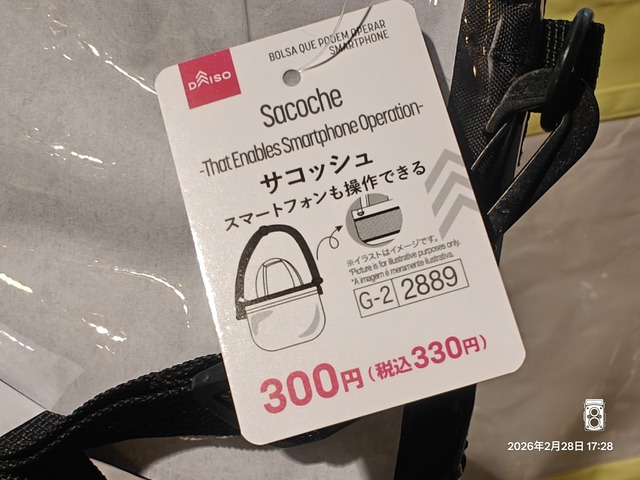 DAISO
BOLSA QUE PODEM OPERAR
SMARTPHONE
Sacoche
-That Enables Smartphone Operation-
サコッシュ
スマートフォンも操作できる
※イラストはイメージです。
*Picture is for illustrative purposes only.
*A imagem é meramente ilustrativa.
G-2 2889
300円(税込330円)
2026年2月28日 17:28